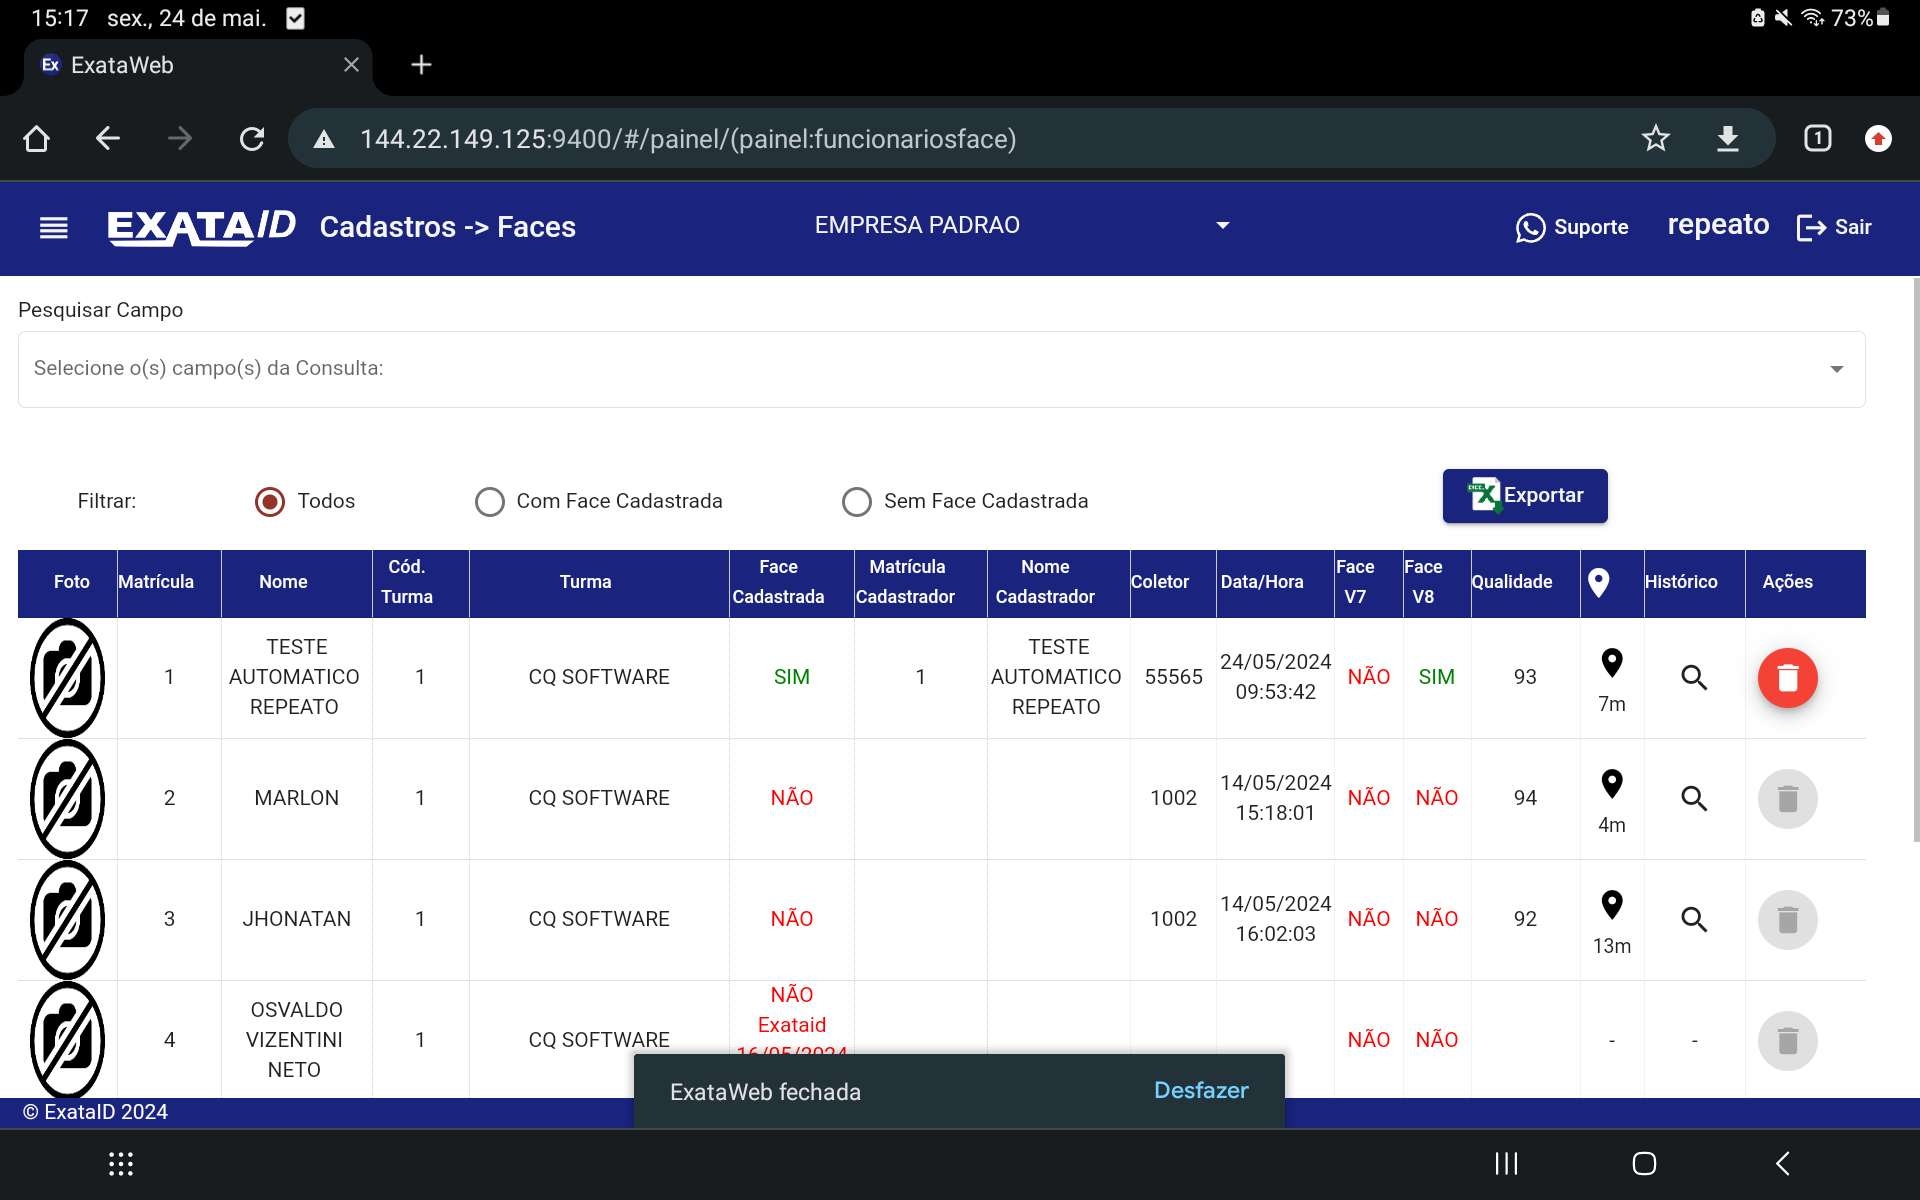 15:17 sex., 24 de mai.
73%
Ex ExataWeb
144.22.149.125:9400/#/painel/(painel:funcionariosface)
1
EXATAID Cadastros -> Faces EMPRESA PADRAO Suporte repeato Sair
Pesquisar Campo
Selecione o(s) campo(s) da Consulta:
Filtrar: Todos Com Face Cadastrada Sem Face Cadastrada Exportar
Foto Matrícula Nome Cód. Turma Turma Face Cadastrada Matrícula Cadastrador Nome Cadastrador Coletor Data/Hora Face V7 Face V8 Qualidade Histórico Ações
1 TESTE AUTOMATICO REPEATO 1 CQ SOFTWARE SIM 1 TESTE AUTOMATICO REPEATO 55565 24/05/2024 09:53:42 NÃO SIM 93 7m
2 MARLON 1 CQ SOFTWARE NÃO 1002 14/05/2024 15:18:01 NÃO NÃO 94 4m
3 JHONATAN 1 CQ SOFTWARE NÃO 1002 14/05/2024 16:02:03 NÃO NÃO 92 13m
4 OSVALDO VIZENTINI NETO 1 CQ SOFTWARE NÃO Exataid 16/05/2024 NÃO NÃO - -
ExataWeb fechada Desfazer
© ExataID 2024